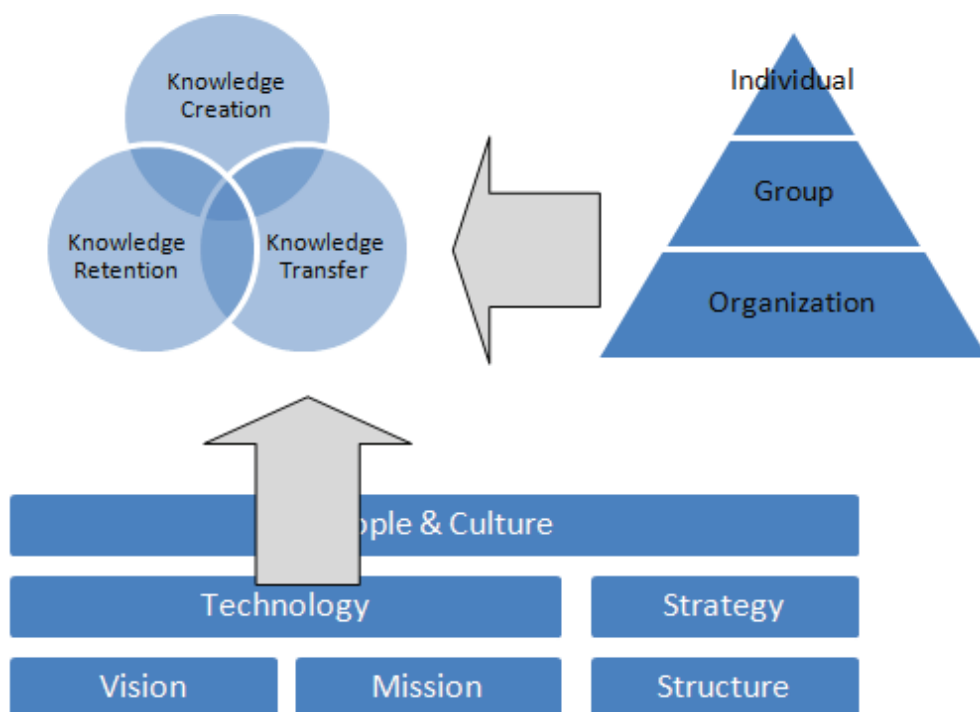 Knowledge
Creation
Knowledge
Retention
Knowledge
Transfer
Individual
Group
Organization
ople & Culture
Technology
Strategy
Vision
Mission
Structure